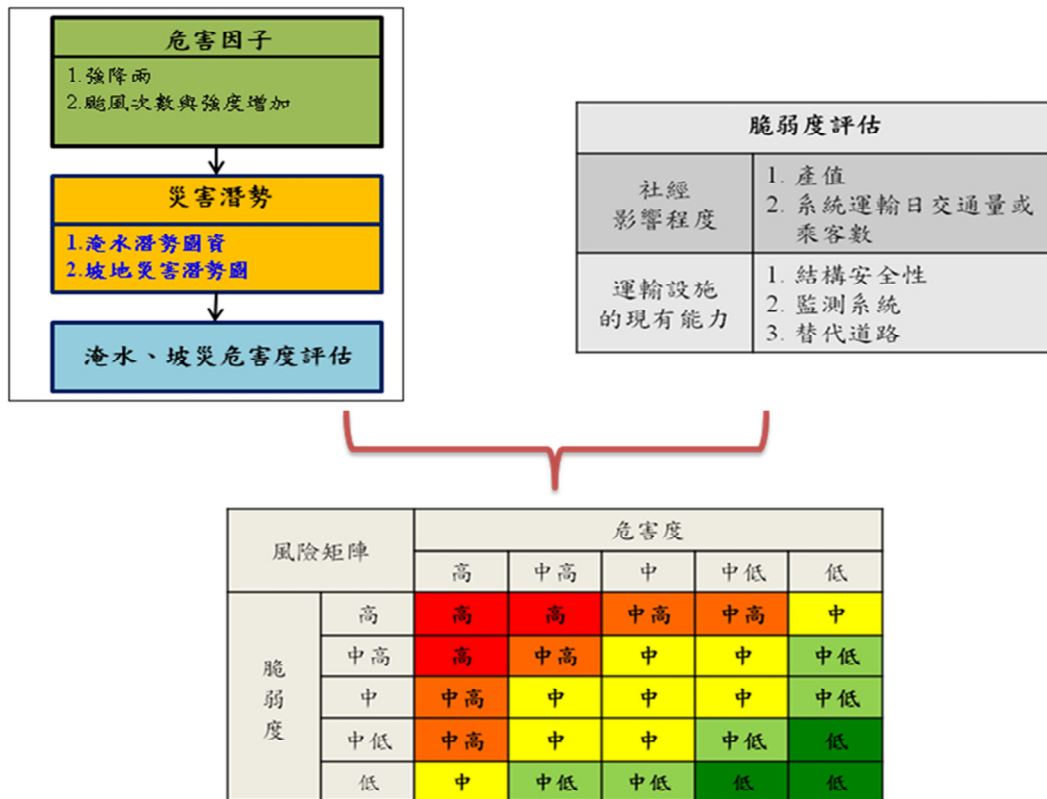 危害因子
1.強降雨
2.颱風次數與強度增加
災害潛勢
1.淹水潛勢圖資
2.坡地災害潛勢圖
淹水、坡災危害度評估
脆弱度評估
社經
影響程度
1. 產值
2. 系統運輸日交通量或
乘客數
運輸設施
的現有能力
1. 結構安全性
2. 監測系統
3. 替代道路
風險矩陣
危害度
高 中高 中 中低 低
脆弱度
高 高 高 中高 中高 中
中高 高 中高 中 中 中低
中 中高 中 中 中 中低
中低 中高 中 中 中低 低
低 中 中低 中低 低 低